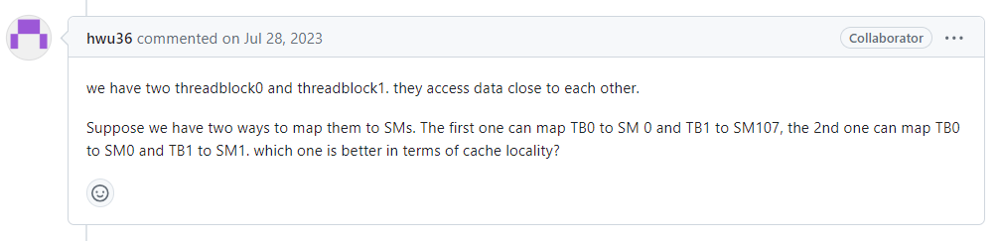 hwu36 commented on Jul 28, 2023
Collaborator
we have two threadblock0 and threadblock1. they access data close to each other.
Suppose we have two ways to map them to SMs. The first one can map TB0 to SM 0 and TB1 to SM107, the 2nd one can map TB0
to SM0 and TB1 to SM1. which one is better in terms of cache locality?